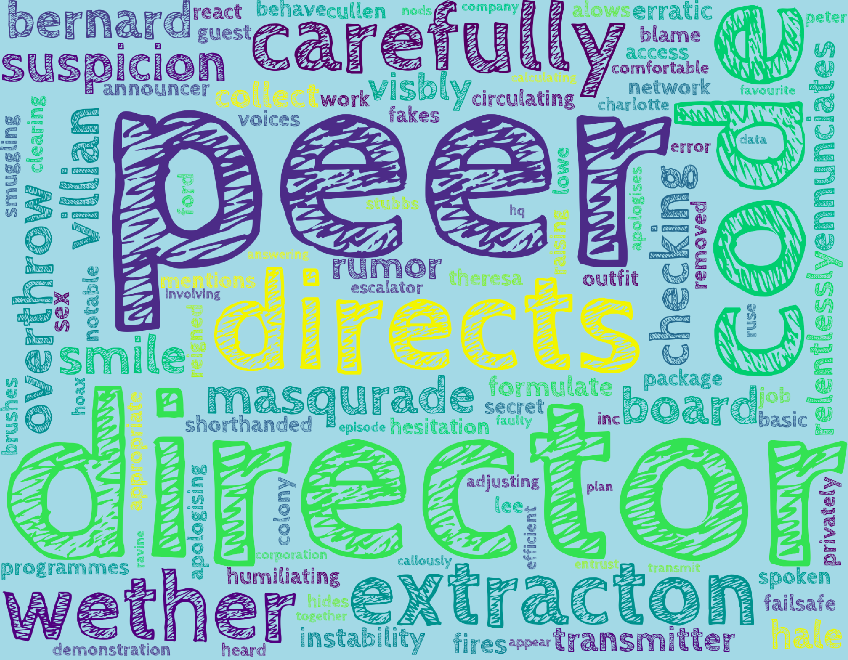 bernard
react
behave
cullen
nods
company
alows
erratic
peter
guest
carefully
blame
suspicion
access
comfortable
announcer
collect
visbly
calculating
network
favourite
work
circulating
charlotte
voices
fakes
code
smuggling
clearing
villian
peer
error
data
ford
stubbs
hq
lowe
apologises
checking
removed
ennunciates
relentlessly
overthrow
sex
notable
answering
mentions
involving
rumor
escalator
theresa
raising
outfit
directs
reigned
smile
ruse
brushes
hoax
masqurade
formulate
package
shorthanded
episode
hesitation
secret
faulty
inc
board
job
basic
director
appropriate
apologising
colony
adjusting
lee
plan
efficient
privately
ravine
corporation
callously
transmit
programmes
humiliating
spoken
wether
hides
together
extracton
failsafe
demonstration
heard
instability
fires
appear
transmitter
hale